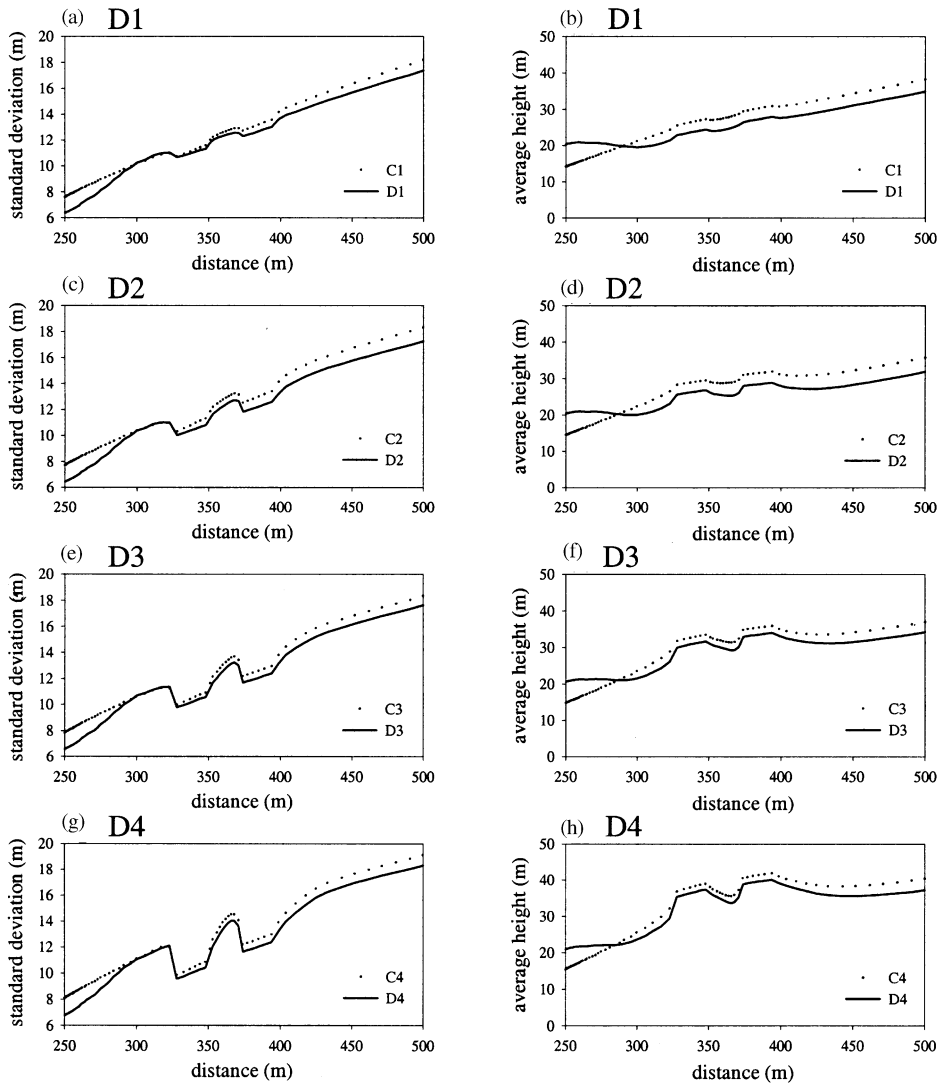 (a) D1
standard deviation (m)
20
18
16
14
12
10
8
6
C1
D1
250 300 350 400 450 500
distance (m)
(b) D1
average height (m)
50
40
30
20
10
0
C1
D1
250 300 350 400 450 500
distance (m)
(c) D2
standard deviation (m)
20
18
16
14
12
10
8
6
C2
D2
250 300 350 400 450 500
distance (m)
(d) D2
average height (m)
50
40
30
20
10
0
C2
D2
250 300 350 400 450 500
distance (m)
(e) D3
standard deviation (m)
20
18
16
14
12
10
8
6
C3
D3
250 300 350 400 450 500
distance (m)
(f) D3
average height (m)
50
40
30
20
10
0
C3
D3
250 300 350 400 450 500
distance (m)
(g) D4
standard deviation (m)
20
18
16
14
12
10
8
6
C4
D4
250 300 350 400 450 500
distance (m)
(h) D4
average height (m)
50
40
30
20
10
0
C4
D4
250 300 350 400 450 500
distance (m)